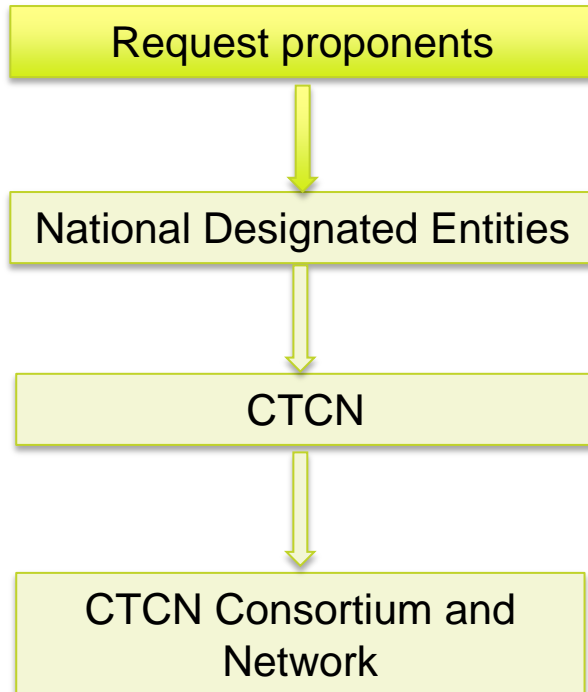 Request proponents
National Designated Entities
CTCN
CTCN Consortium and
Network